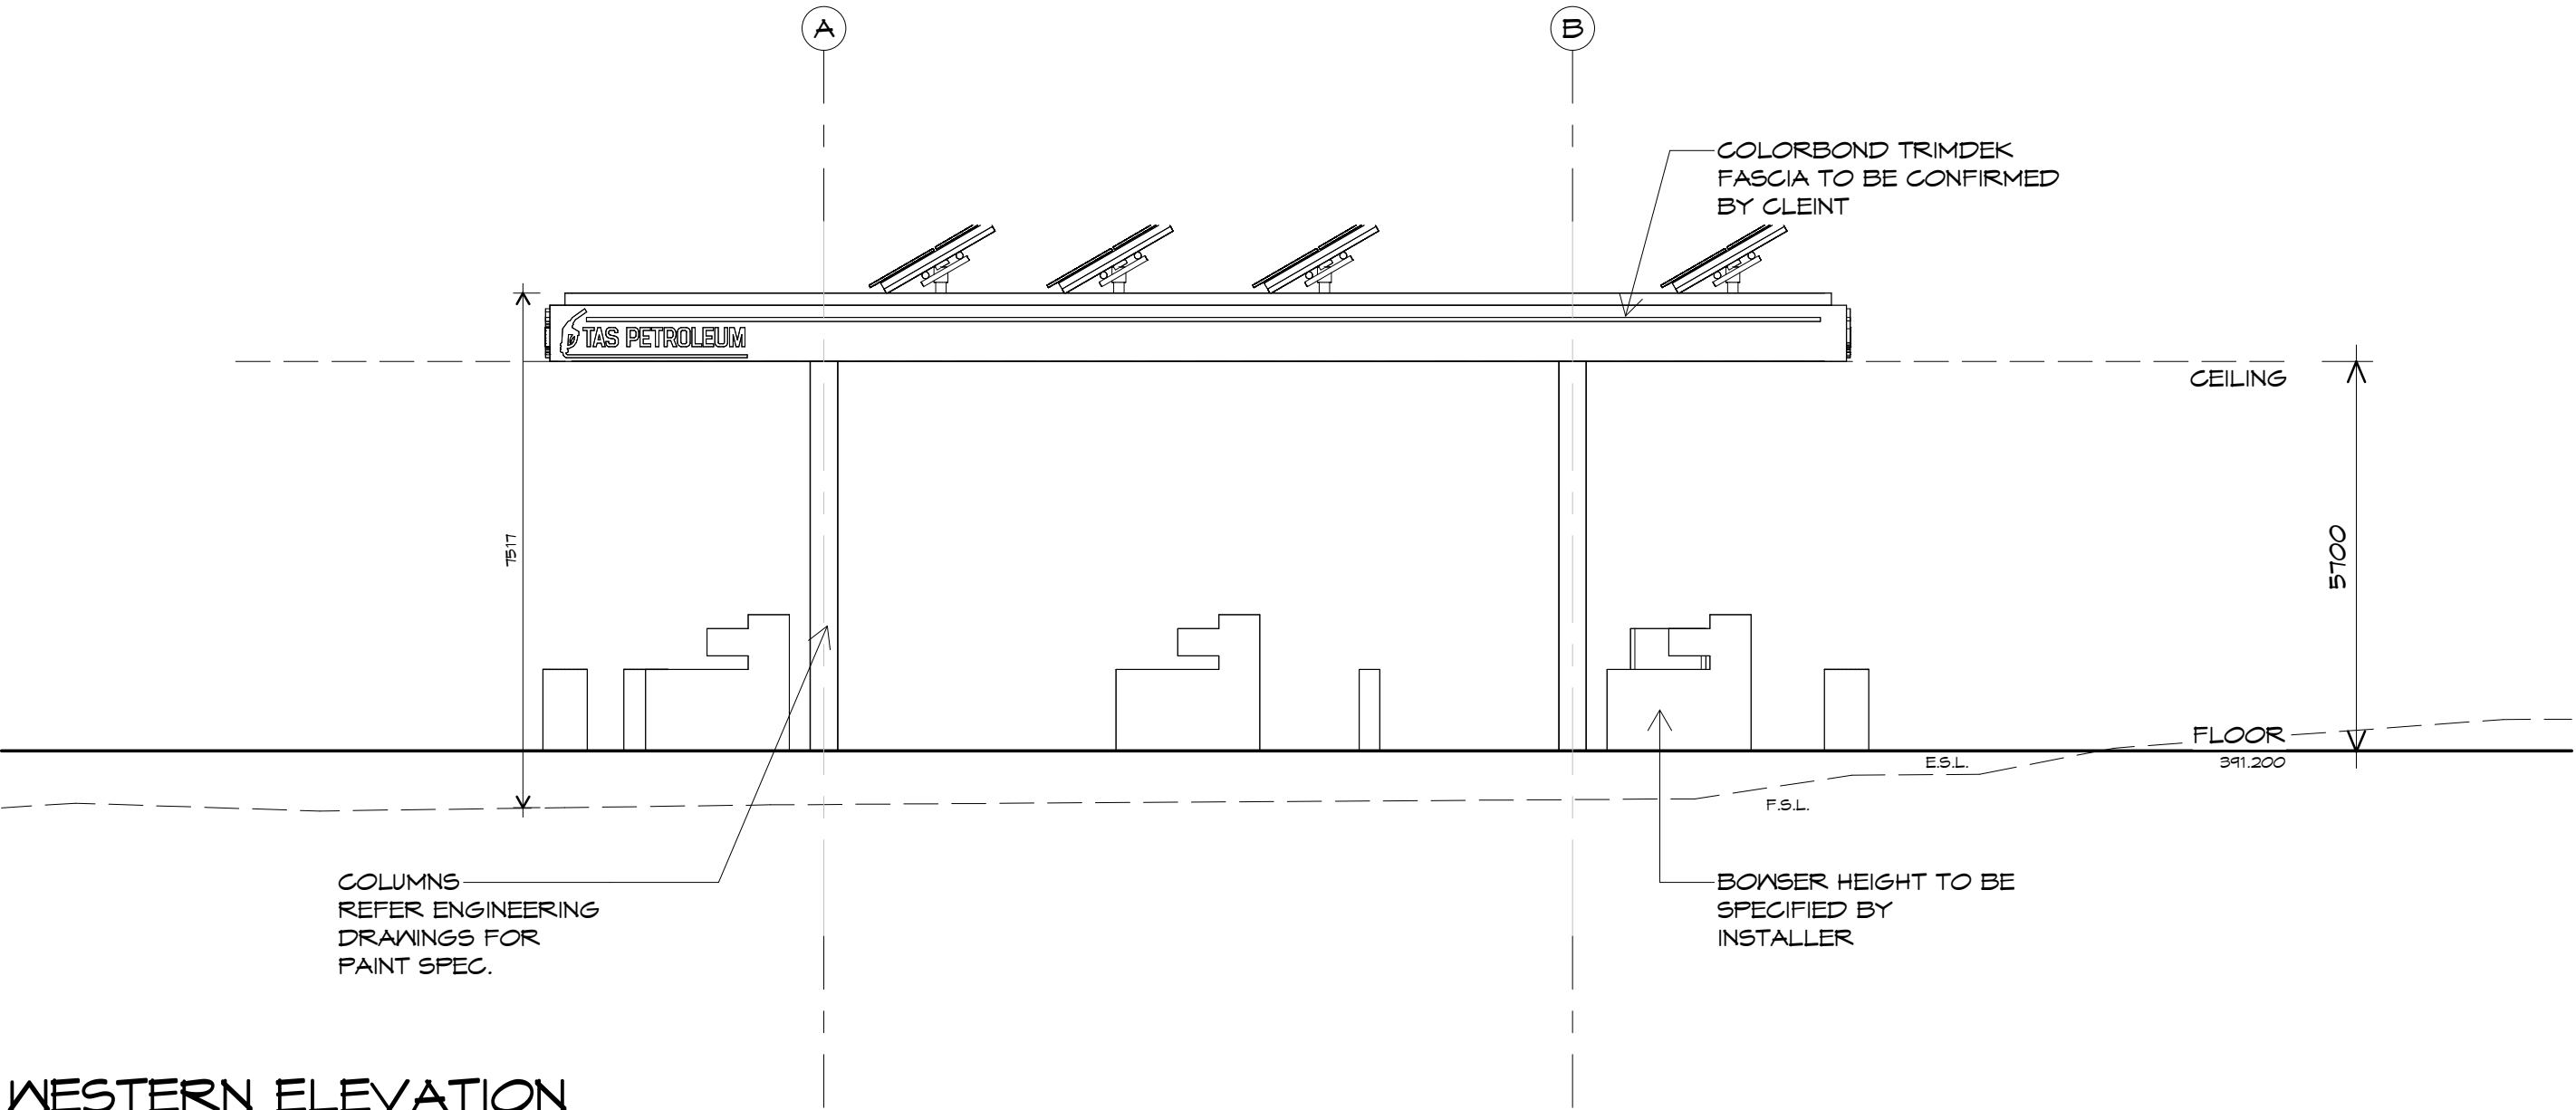 A
B
COLORBOND TRIMDEK
FASCIA TO BE CONFIRMED
BY CLEINT
TAS PETROLEUM
CEILING
7517
5700
FLOOR
E.S.L.
391.200
F.S.L.
COLUMNS
REFER ENGINEERING
DRAWINGS FOR
PAINT SPEC.
BOWSER HEIGHT TO BE
SPECIFIED BY
INSTALLER
WESTERN ELEVATION